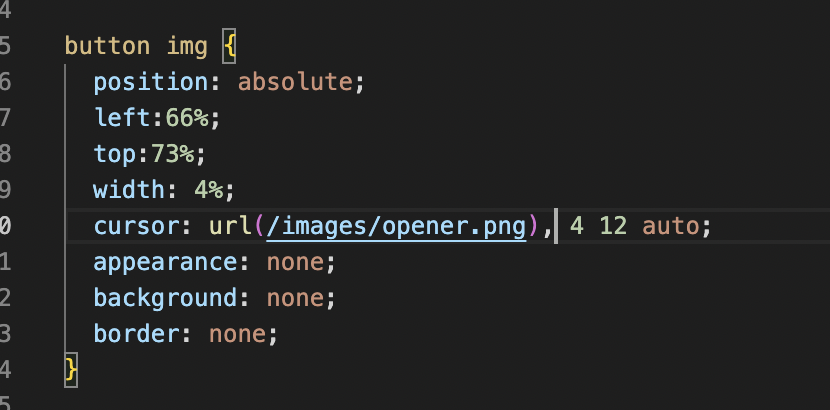 4
5 button img {
6 position: absolute;
7 left:66%;
8 top:73%;
9 width: 4%;
0 cursor: url(/images/opener.png), 4 12 auto;
1 appearance: none;
2 background: none;
3 border: none;
4 }
5